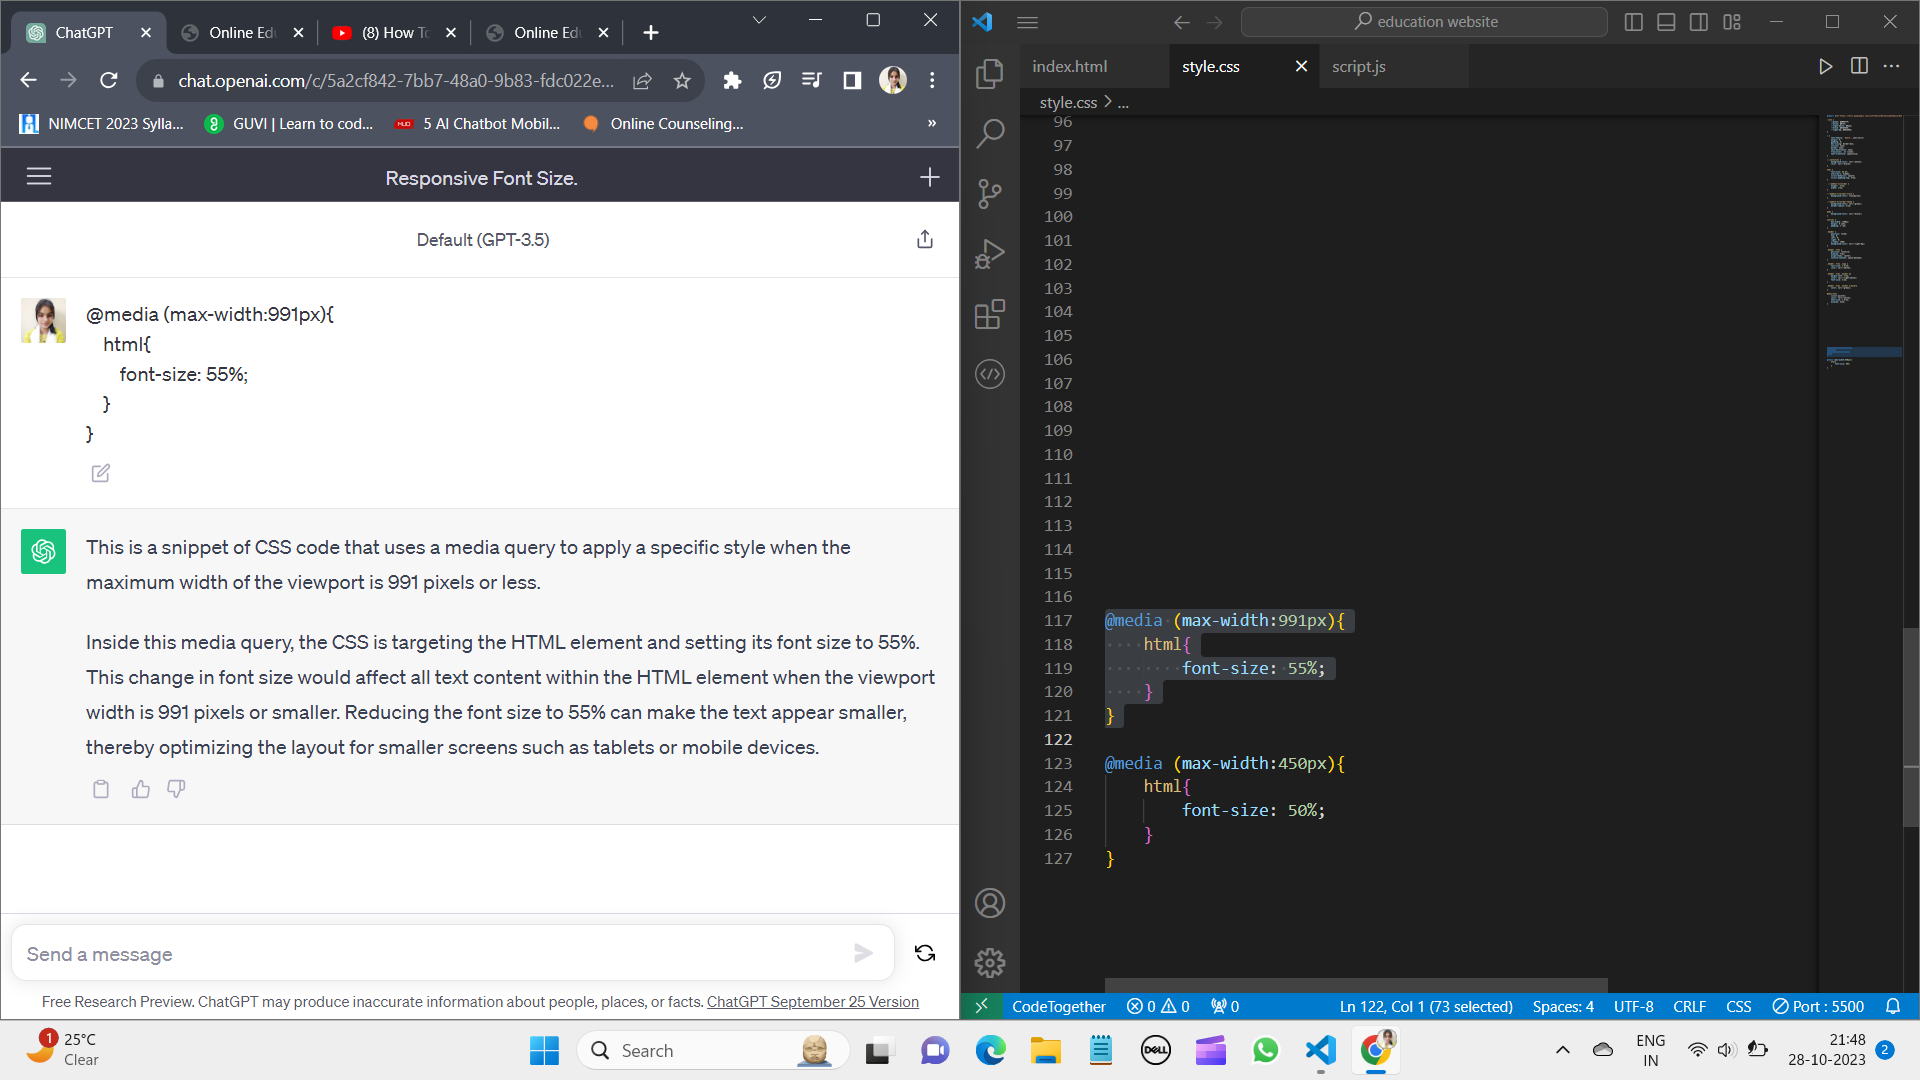 ChatGPT
Online Edu
(8) How To
Online Edu
chat.openai.com/c/5a2cf842-7bb7-48a0-9b83-fdc022e...
NIMCET 2023 Sylla...
GUVI | Learn to cod...
5 AI Chatbot Mobil...
Online Counseling...
»
Responsive Font Size.
Default (GPT-3.5)
@media (max-width:991px){
html{
font-size: 55%;
}
}
This is a snippet of CSS code that uses a media query to apply a specific style when the
maximum width of the viewport is 991 pixels or less.
Inside this media query, the CSS is targeting the HTML element and setting its font size to 55%.
This change in font size would affect all text content within the HTML element when the viewport
width is 991 pixels or smaller. Reducing the font size to 55% can make the text appear smaller,
thereby optimizing the layout for smaller screens such as tablets or mobile devices.
Send a message
Free Research Preview. ChatGPT may produce inaccurate information about people, places, or facts. ChatGPT September 25 Version
education website
index.html
style.css
script.js
style.css > ...
96
97
98
99
100
101
102
103
104
105
106
107
108
109
110
111
112
113
114
115
116
117 @media (max-width:991px){
118 html{
119 font-size: 55%;
120 }
121 }
122
123 @media (max-width:450px){
124 html{
125 font-size: 50%;
126 }
127 }
CodeTogether 0 0 0 Ln 122, Col 1 (73 selected) Spaces: 4 UTF-8 CRLF CSS Port : 5500
1
25°C
Clear
Search
DELL
ENG
IN
21:48
28-10-2023
2